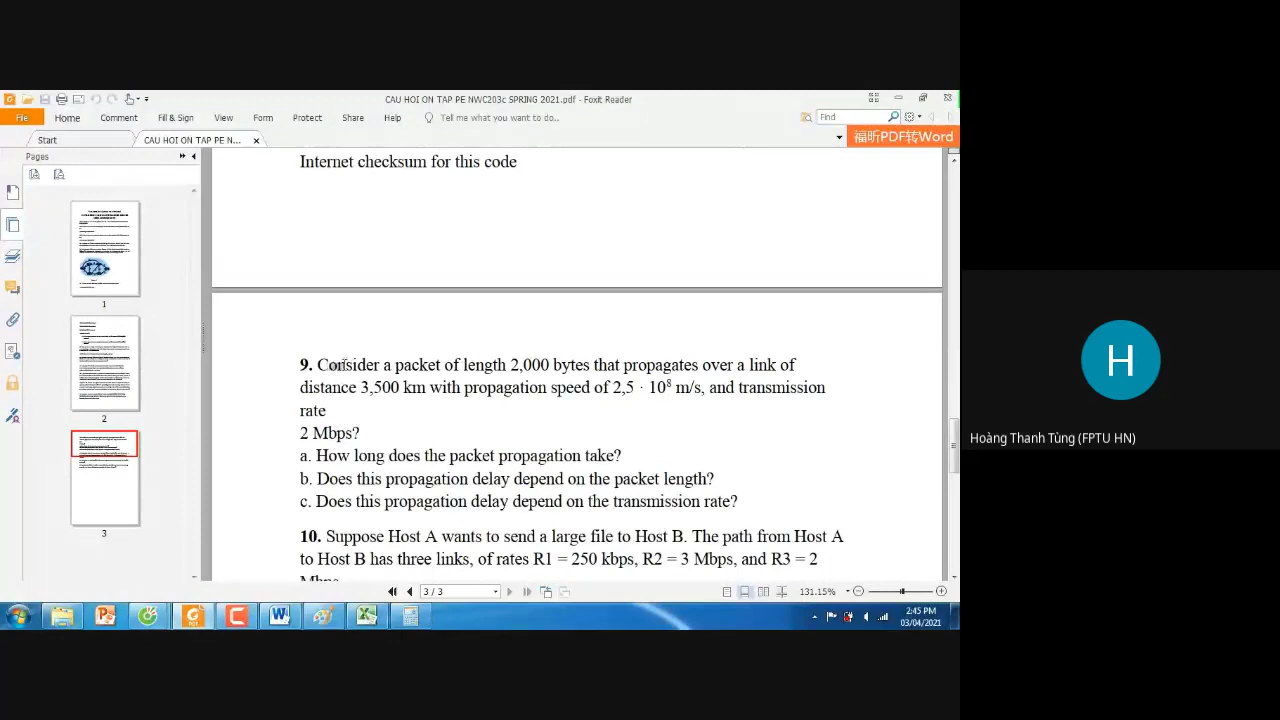 CAU HOI ON TAP PE NWC203c SPRING 2021.pdf - Foxit Reader
File Home Comment Fill & Sign View Form Protect Share Help Tell me what you want to do... Find
Start CAU HOI ON TAP PE NWC203c... 福昕PDF转Word
Pages
Internet checksum for this code
1
2
3
9. Consider a packet of length 2,000 bytes that propagates over a link of
distance 3,500 km with propagation speed of 2,5 · 10⁸ m/s, and transmission
rate
2 Mbps?
a. How long does the packet propagation take?
b. Does this propagation delay depend on the packet length?
c. Does this propagation delay depend on the transmission rate?
10. Suppose Host A wants to send a large file to Host B. The path from Host A
to Host B has three links, of rates R1 = 250 kbps, R2 = 3 Mbps, and R3 = 2
Mbps
3 / 3 131.15%
2:45 PM
03/04/2021
H
Hoàng Thanh Tùng (FPTU HN)